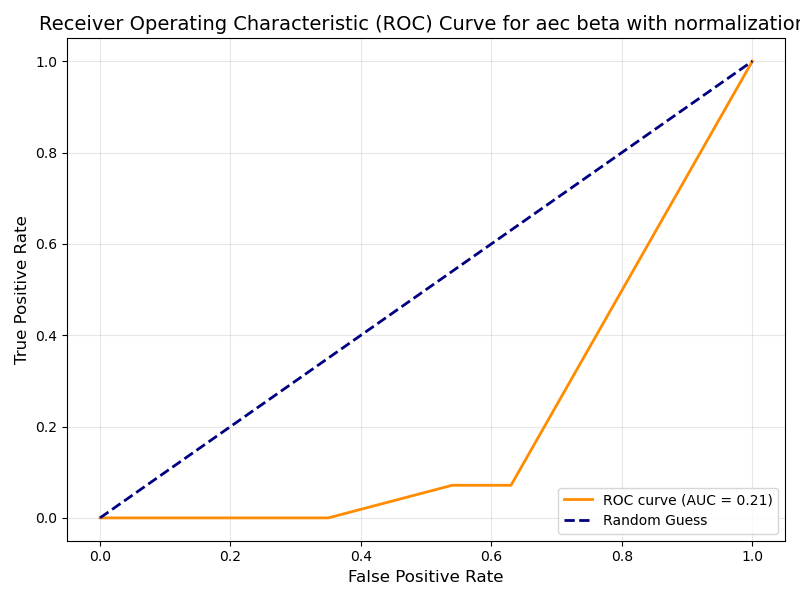 Receiver Operating Characteristic (ROC) Curve for aec beta with normalization
1.0
0.8
0.6
0.4
0.2
0.0
True Positive Rate
ROC curve (AUC = 0.21)
Random Guess
0.0 0.2 0.4 0.6 0.8 1.0
False Positive Rate